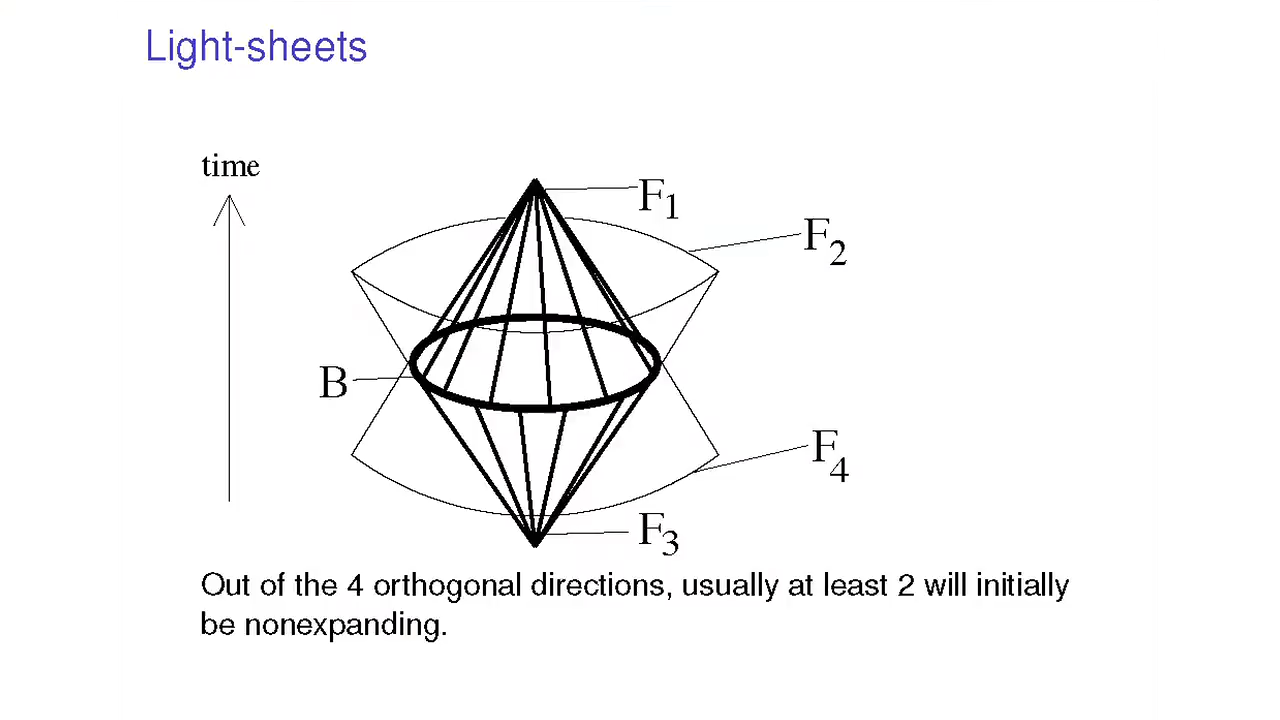 Light-sheets
time
F1
F2
B
F4
F3
Out of the 4 orthogonal directions, usually at least 2 will initially
be nonexpanding.